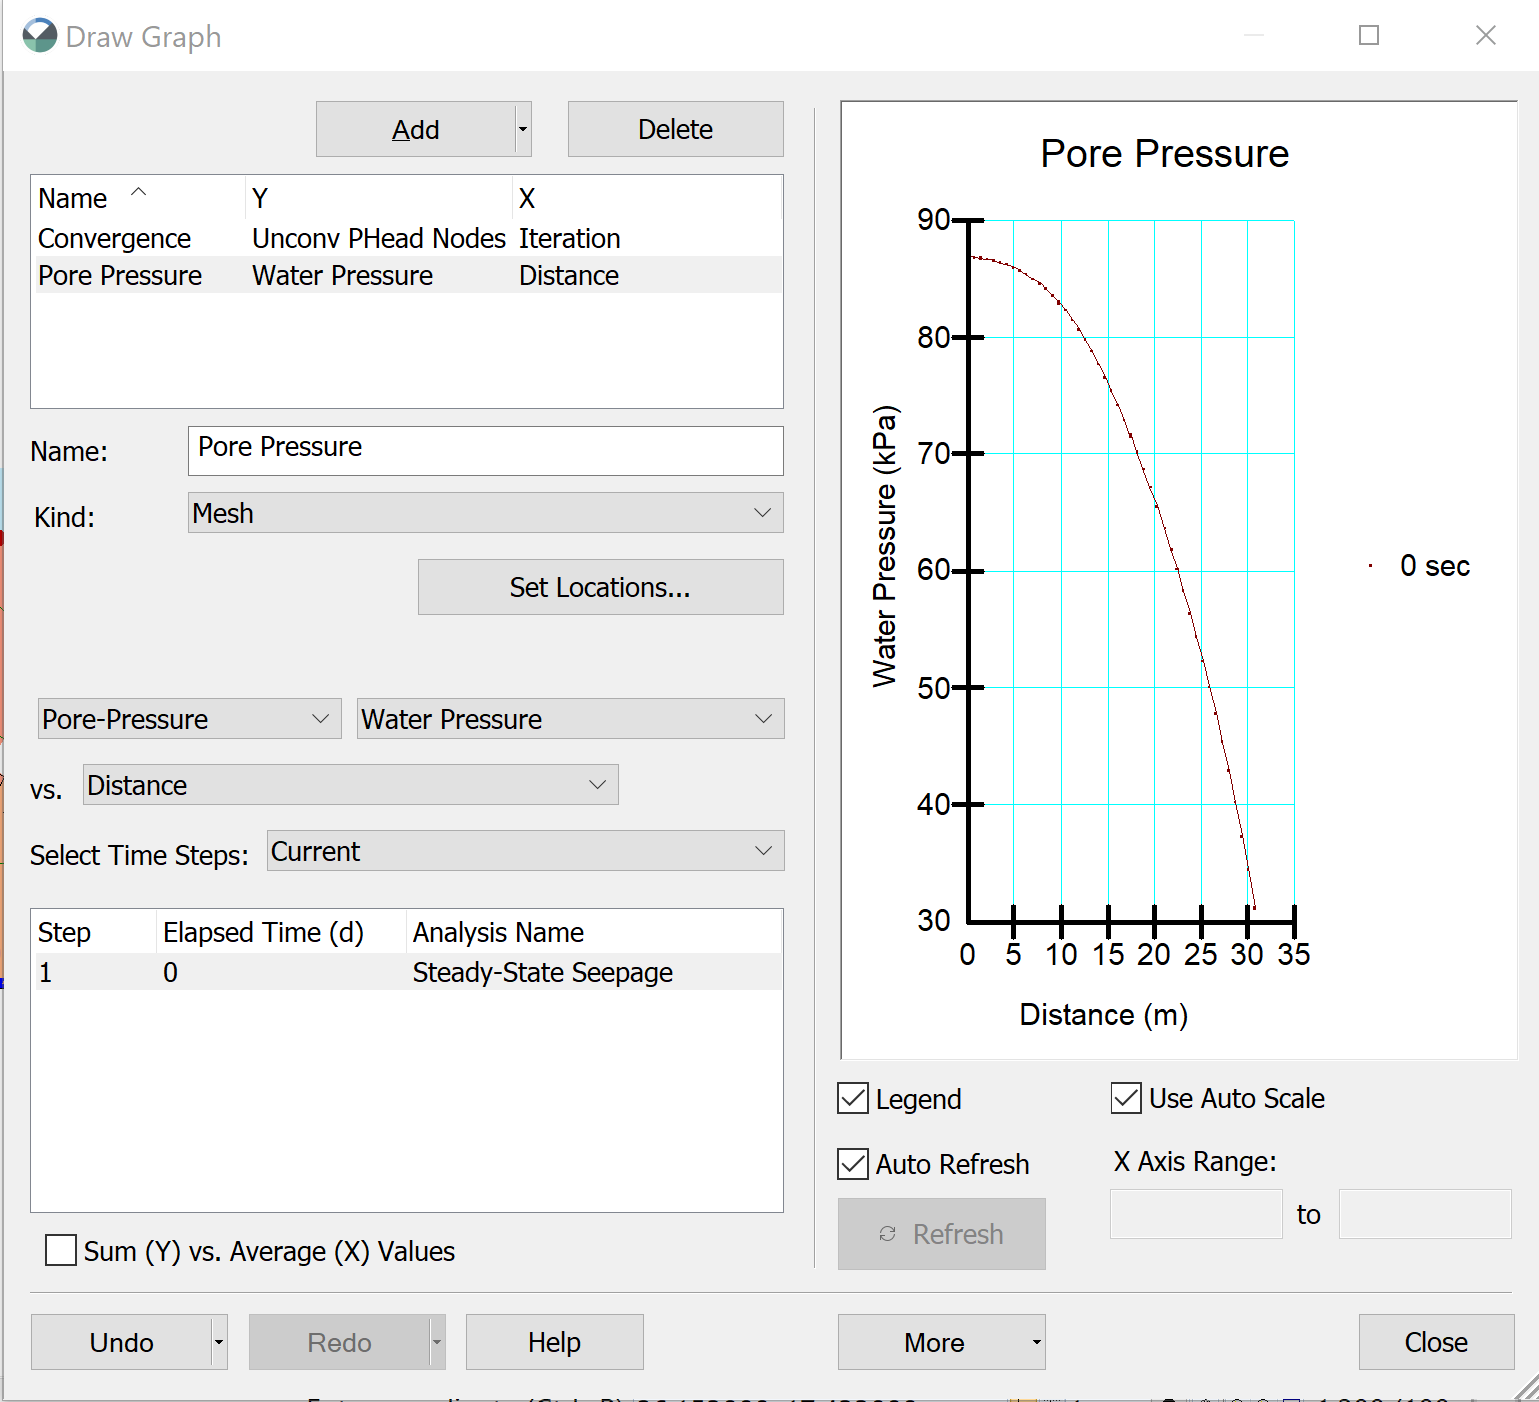 Draw Graph
Add
Delete
Name Y X
Convergence Unconv PHead Nodes Iteration
Pore Pressure Water Pressure Distance
Name: Pore Pressure
Kind: Mesh
Set Locations...
Pore-Pressure Water Pressure
vs. Distance
Select Time Steps: Current
Step Elapsed Time (d) Analysis Name
1 0 Steady-State Seepage
Sum (Y) vs. Average (X) Values
Pore Pressure
90
80
70
60
50
40
30
Water Pressure (kPa)
0 5 10 15 20 25 30 35
Distance (m)
0 sec
Legend
Use Auto Scale
Auto Refresh
X Axis Range:
Refresh
to
Undo
Redo
Help
More
Close